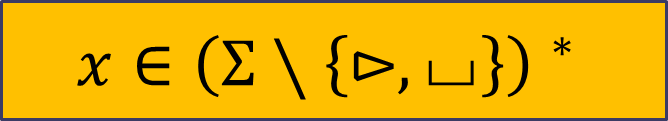 x ∈ (Σ \ {⊳, ⊔}) *